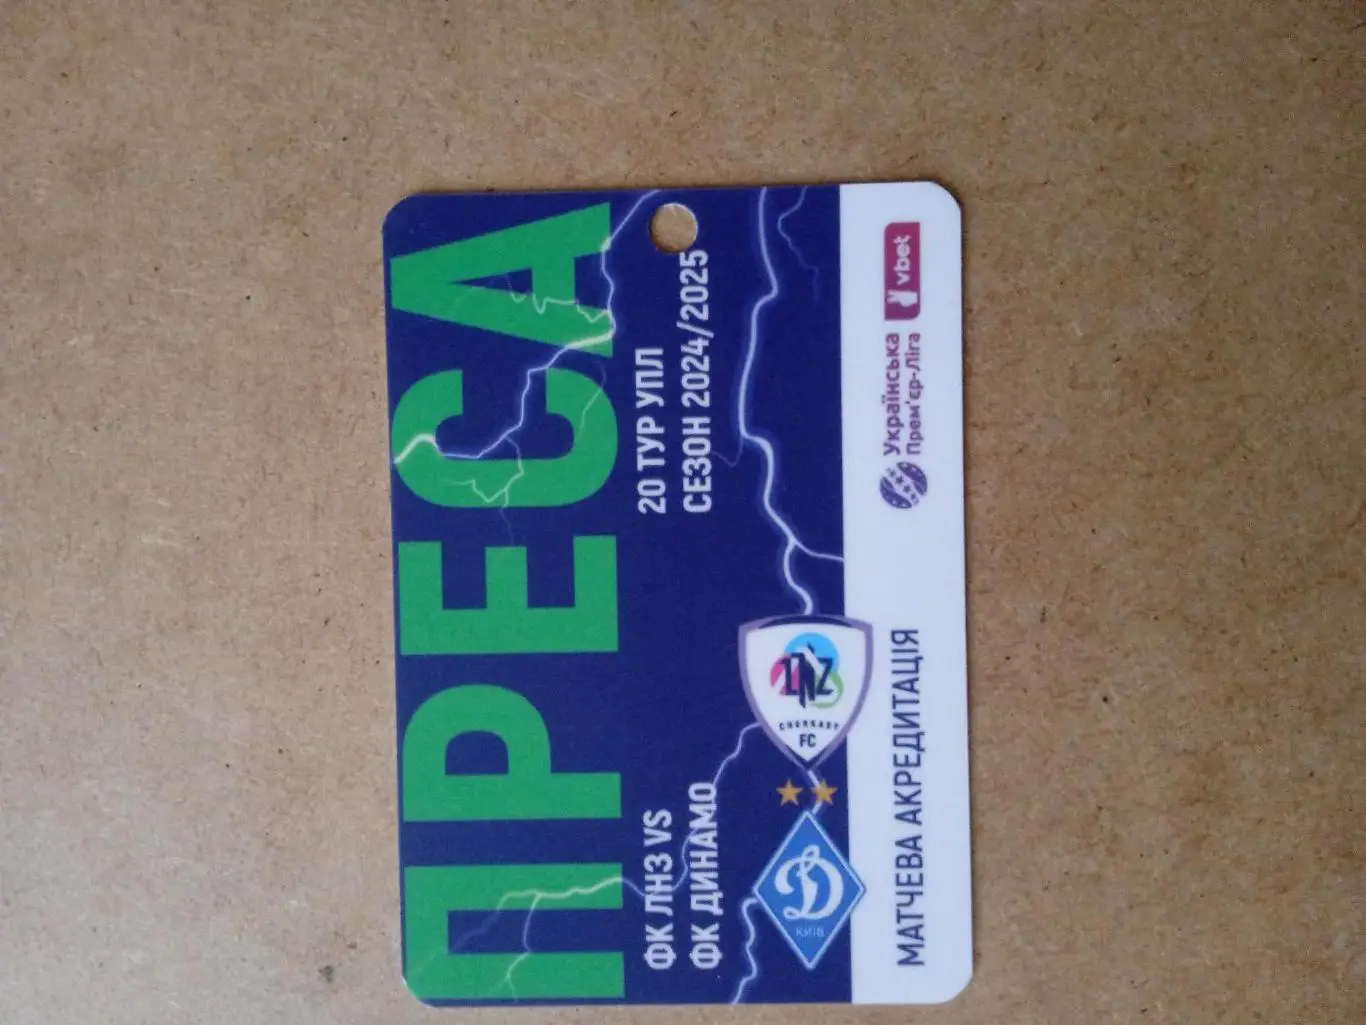 ПРЕСА
ФК ЛНЗ VS
ФК ДИНАМО
20 ТУР УПЛ
СЕЗОН 2024/2025
КИЇВ
LNZ
CHERKASY
FC
МАТЧЕВА АКРЕДИТАЦІЯ
Українська
Прем'єр-Ліга
vbet